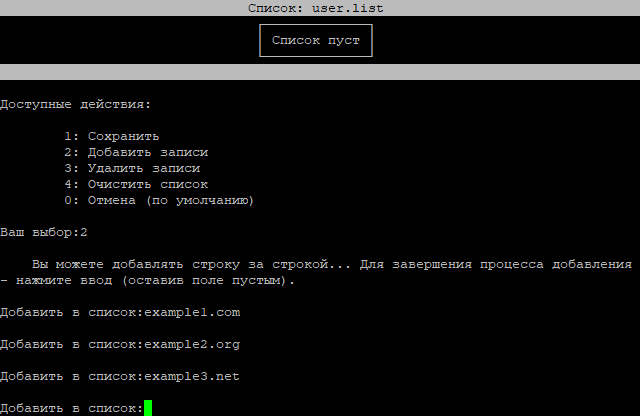 Список: user.list
Список пуст
Доступные действия:
1: Сохранить
2: Добавить записи
3: Удалить записи
4: Очистить список
0: Отмена (по умолчанию)
Ваш выбор:2
Вы можете добавлять строку за строкой... Для завершения процесса добавления
- нажмите ввод (оставив поле пустым).
Добавить в список:example1.com
Добавить в список:example2.org
Добавить в список:example3.net
Добавить в список: